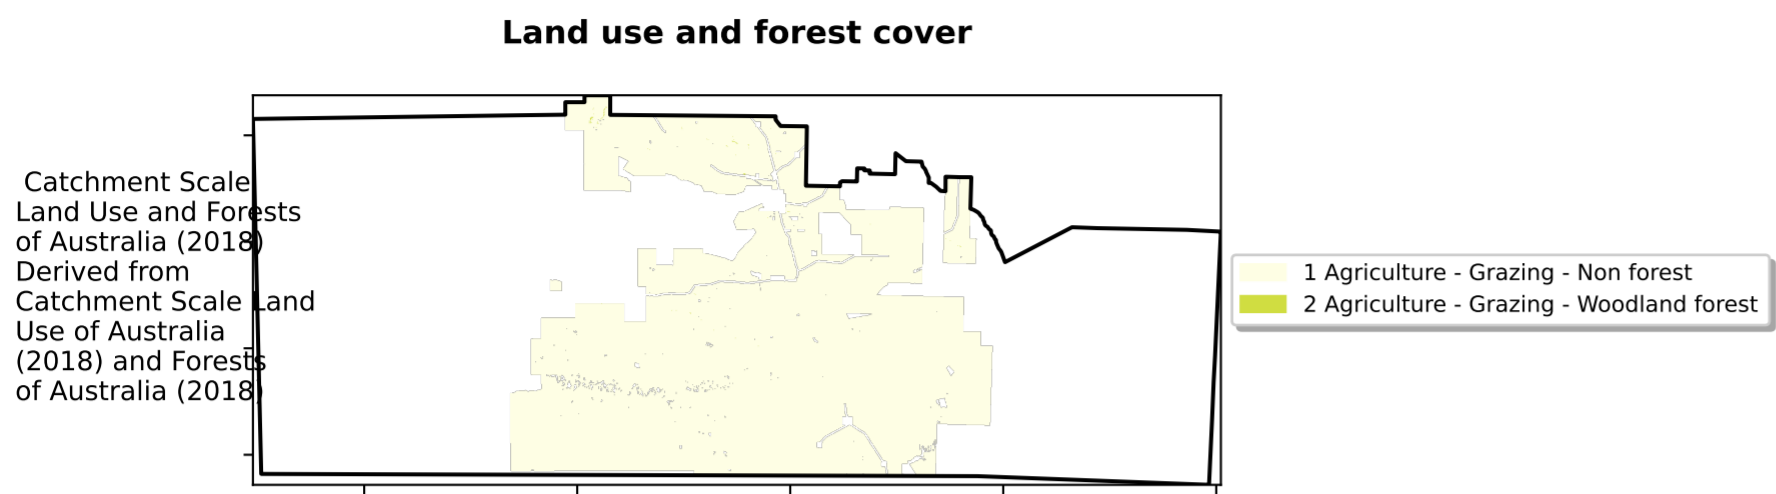 Land use and forest cover
Catchment Scale
Land Use and Forests
of Australia (2018)
Derived from
Catchment Scale Land
Use of Australia
(2018) and Forests
of Australia (2018)
1 Agriculture - Grazing - Non forest
2 Agriculture - Grazing - Woodland forest